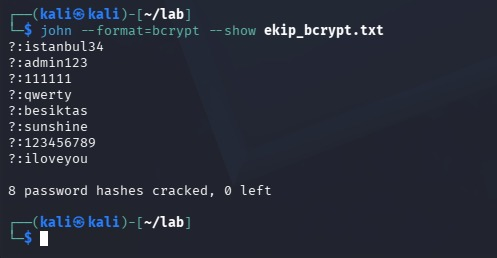 ┌──(kali㉿kali)-[~/lab]
└─$ john --format=bcrypt --show ekip_bcrypt.txt
?:istanbul34
?:admin123
?:111111
?:qwerty
?:besiktas
?:sunshine
?:123456789
?:iloveyou
8 password hashes cracked, 0 left
┌──(kali㉿kali)-[~/lab]
└─$